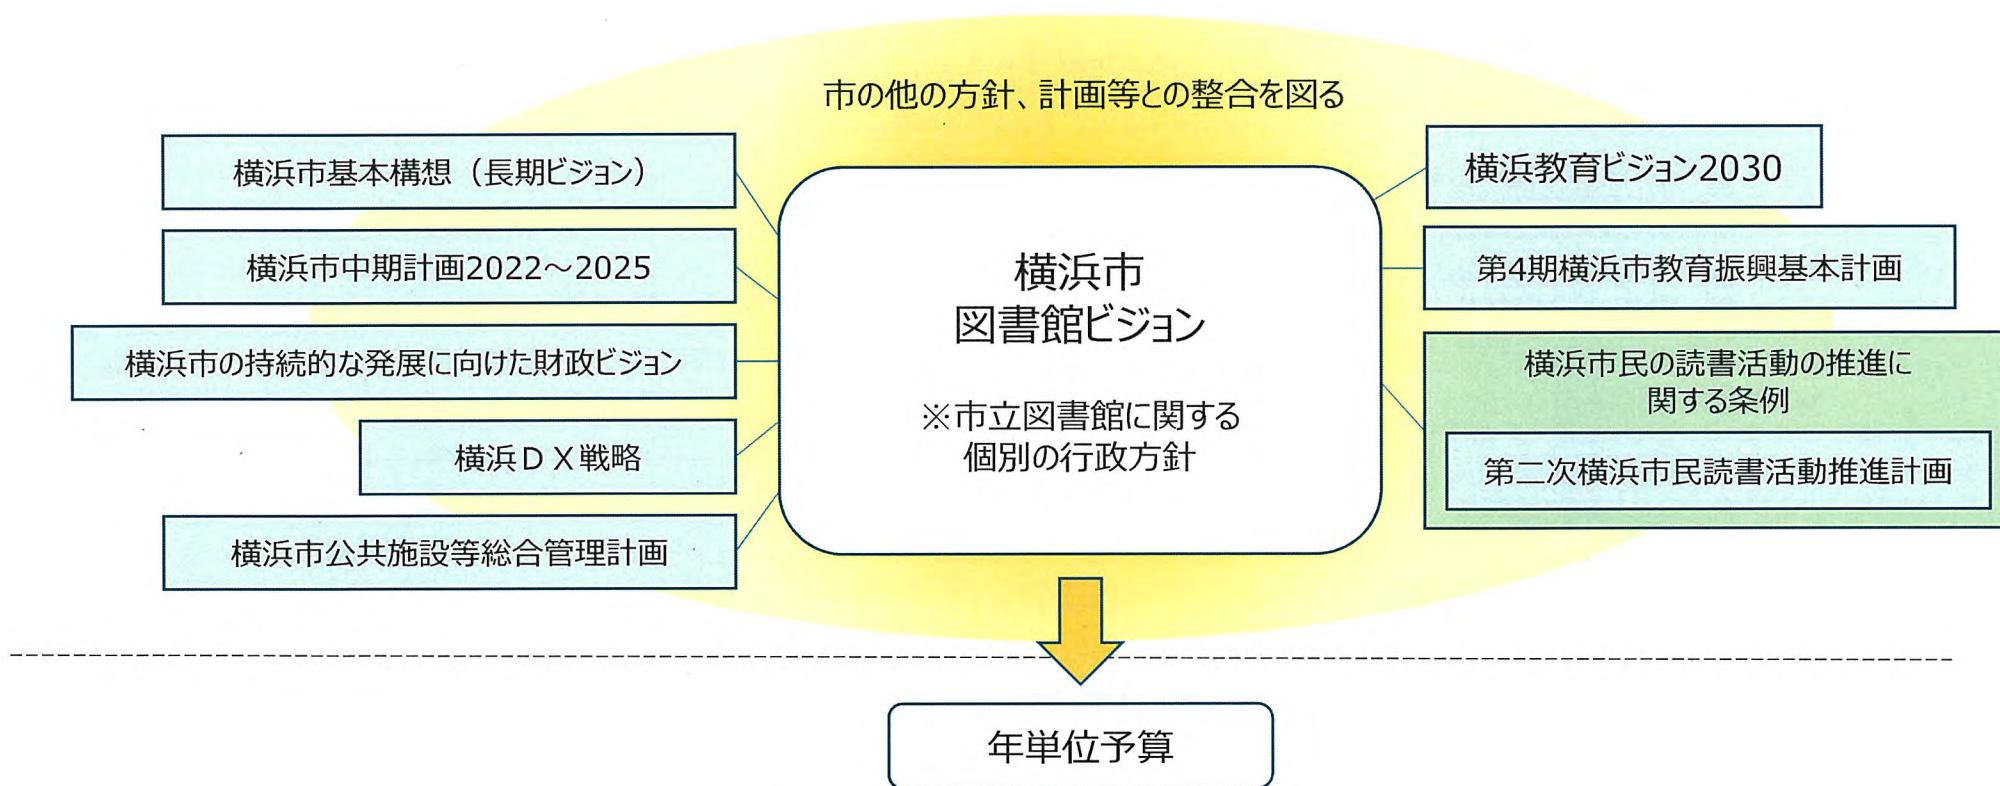 市の他の方針、計画等との整合を図る
横浜市基本構想（長期ビジョン）
横浜市中期計画2022～2025
横浜市の持続的な発展に向けた財政ビジョン
横浜ＤＸ戦略
横浜市公共施設等総合管理計画
横浜市
図書館ビジョン
※市立図書館に関する
個別の行政方針
横浜教育ビジョン2030
第4期横浜市教育振興基本計画
横浜市民の読書活動の推進に
関する条例
第二次横浜市民読書活動推進計画
年単位予算